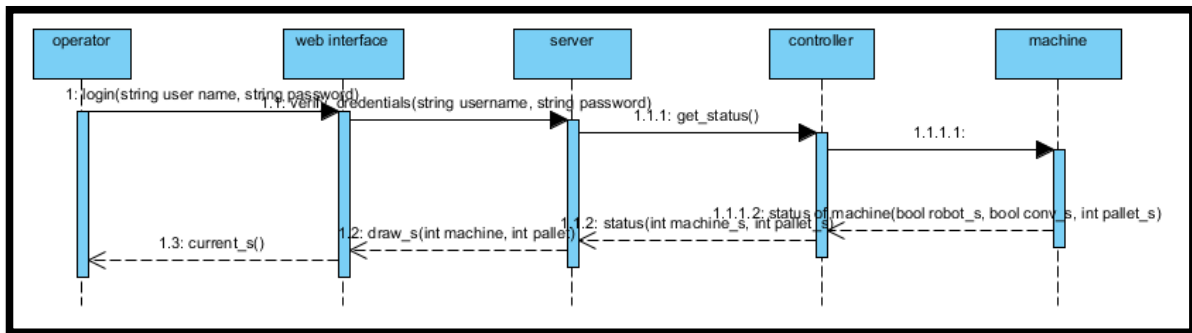 operator
web interface
server
controller
machine
1: login(string user name, string password)
1.1: verify_credentials(string username, string password)
1.1.1: get_status()
1.1.1.1:
1.1.1.2: status of machine(bool robot_s, bool conv_s, int pallet_s)
1.1.2: status(int machine_s, int pallet_s)
1.2: draw_s(int machine, int pallet)
1.3: current_s()